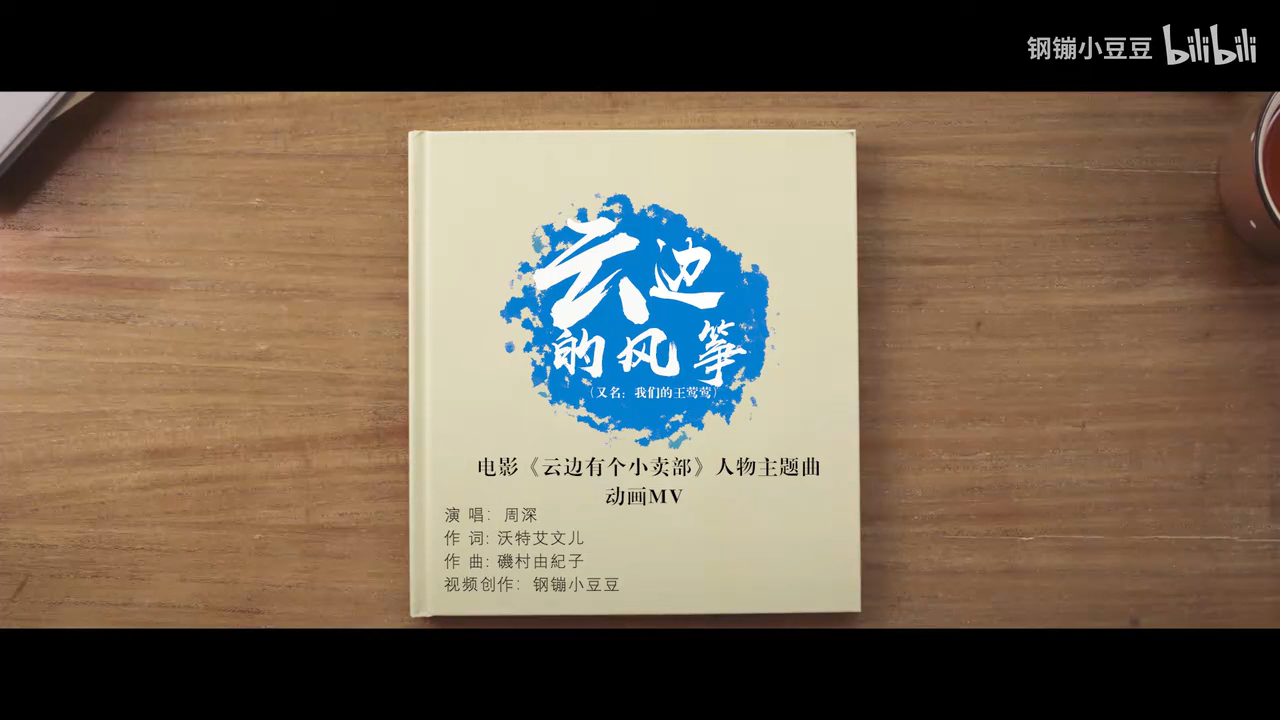 钢镚小豆豆 bilibili
云边
的风筝
（又名：我们的王莺莺）
电影《云边有个小卖部》人物主题曲
动画MV
演 唱：周深
作 词: 沃特艾文儿
作 曲: 磯村由紀子
视频创作：钢镚小豆豆